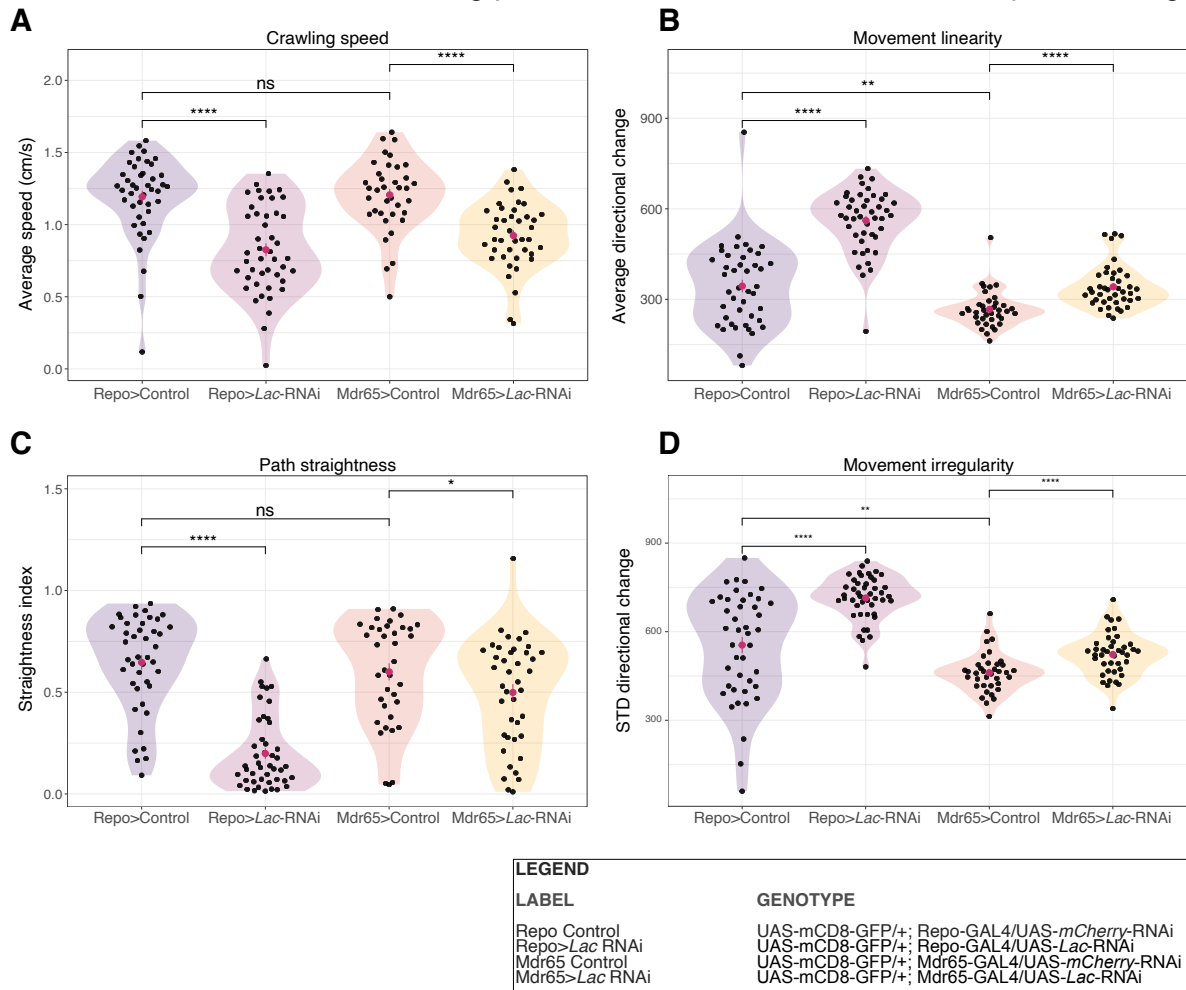 A
Crawling speed
****
ns
****
2.0
1.5
1.0
0.5
0.0
Average speed (cm/s)
Repo>Control
Repo>Lac-RNAi
Mdr65>Control
Mdr65>Lac-RNAi
B
Movement linearity
****
**
****
900
600
300
Average directional change
Repo>Control
Repo>Lac-RNAi
Mdr65>Control
Mdr65>Lac-RNAi
C
Path straightness
*
ns
****
1.5
1.0
0.5
0.0
Straightness index
Repo>Control
Repo>Lac-RNAi
Mdr65>Control
Mdr65>Lac-RNAi
D
Movement irregularity
****
**
****
900
600
300
STD directional change
Repo>Control
Repo>Lac-RNAi
Mdr65>Control
Mdr65>Lac-RNAi
LEGEND
LABEL GENOTYPE
Repo Control UAS-mCD8-GFP/+; Repo-GAL4/UAS-mCherry-RNAi
Repo>Lac RNAi UAS-mCD8-GFP/+; Repo-GAL4/UAS-Lac-RNAi
Mdr65 Control UAS-mCD8-GFP/+; Mdr65-GAL4/UAS-mCherry-RNAi
Mdr65>Lac RNAi UAS-mCD8-GFP/+; Mdr65-GAL4/UAS-Lac-RNAi